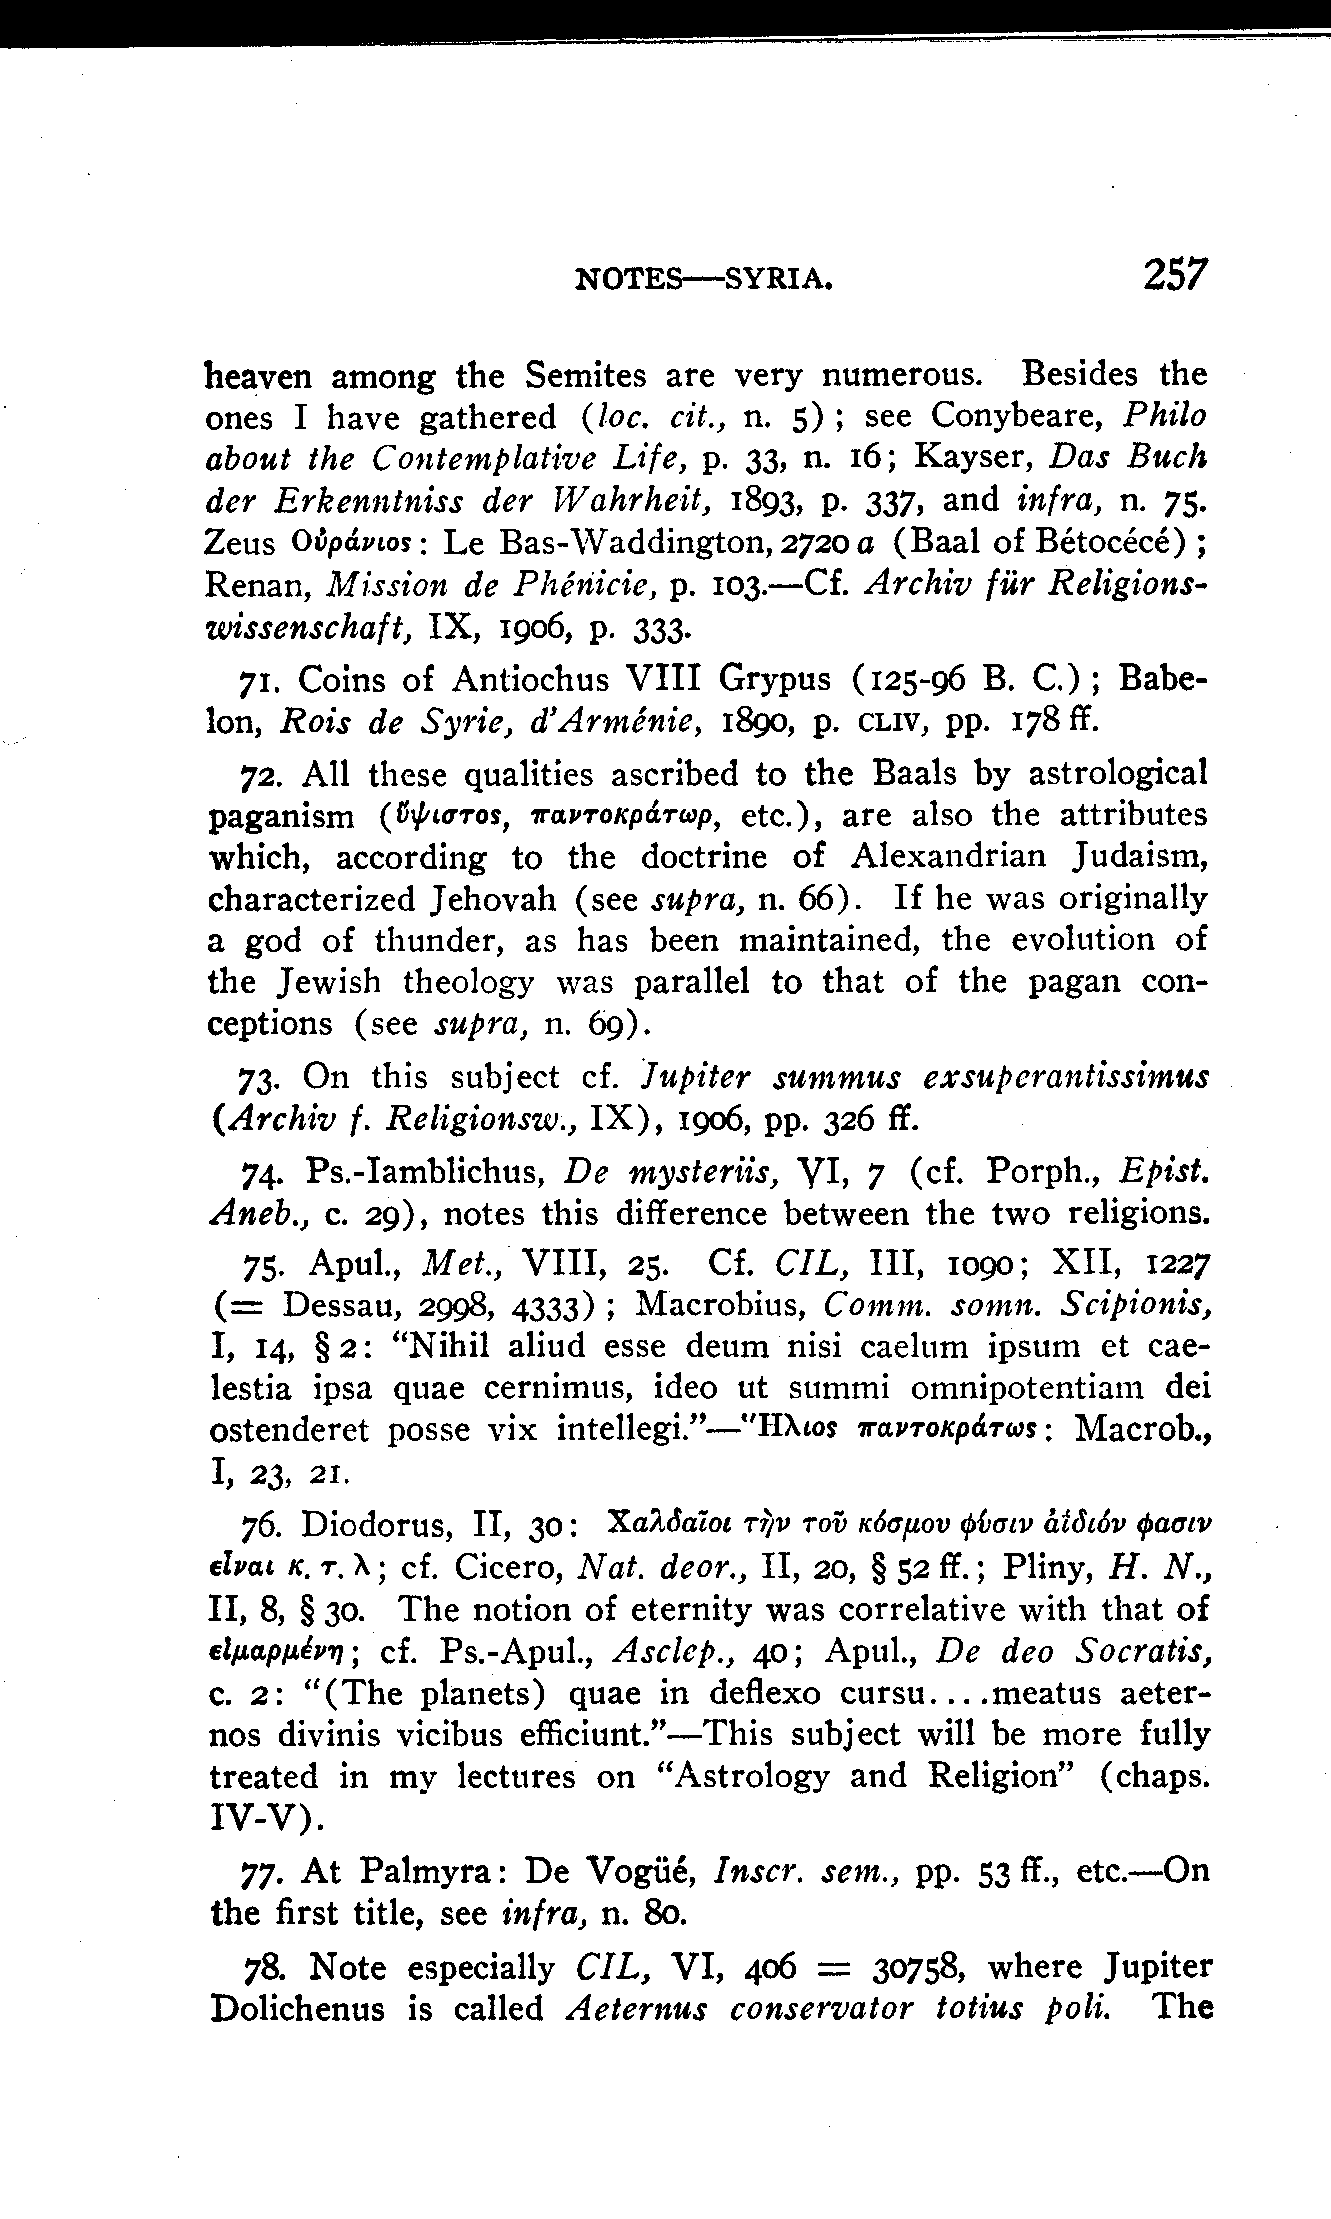 NOTES—SYRIA. 257
heaven among the Semites are very numerous. Besides the
ones I have gathered (loc. cit., n. 5) ; see Conybeare, Philo
about the Contemplative Life, p. 33, n. 16; Kayser, Das Buch
der Erkenntniss der Wahrheit, 1893, p. 337, and infra, n. 75.
Zeus Οὐράνιος: Le Bas-Waddington, 2720 a (Baal of Bétocécé) ;
Renan, Mission de Phénicie, p. 103.—Cf. Archiv für Religions-
wissenschaft, IX, 1906, p. 333.
71. Coins of Antiochus VIII Grypus (125-96 B. C.) ; Babe-
lon, Rois de Syrie, d'Arménie, 1890, p. CLIV, pp. 178 ff.
72. All these qualities ascribed to the Baals by astrological
paganism (ὕψιστος, παντοκράτωρ, etc.), are also the attributes
which, according to the doctrine of Alexandrian Judaism,
characterized Jehovah (see supra, n. 66). If he was originally
a god of thunder, as has been maintained, the evolution of
the Jewish theology was parallel to that of the pagan con-
ceptions (see supra, n. 69).
73. On this subject cf. Jupiter summus exsuperantissimus
(Archiv f. Religionsw., IX), 1906, pp. 326 ff.
74. Ps.-Iamblichus, De mysteriis, VI, 7 (cf. Porph., Epist.
Aneb., c. 29), notes this difference between the two religions.
75. Apul., Met., VIII, 25. Cf. CIL, III, 1090; XII, 1227
(= Dessau, 2998, 4333) ; Macrobius, Comm. somn. Scipionis,
I, 14, § 2: “Nihil aliud esse deum nisi caelum ipsum et cae-
lestia ipsa quae cernimus, ideo ut summi omnipotentiam dei
ostenderet posse vix intellegi.”—Ἥλιος παντοκράτως: Macrob.,
I, 23, 21.
76. Diodorus, II, 30: Χαλδαῖοι τὴν τοῦ κόσμου φύσιν ἀΐδιόν φασιν
εἶναι κ. τ. λ; cf. Cicero, Nat. deor., II, 20, § 52 ff.; Pliny, H. N.,
II, 8, § 30. The notion of eternity was correlative with that of
εἱμαρμένη; cf. Ps.-Apul., Asclep., 40; Apul., De deo Socratis,
c. 2: “(The planets) quae in deflexo cursu....meatus aeter-
nos divinis vicibus efficiunt.”—This subject will be more fully
treated in my lectures on “Astrology and Religion” (chaps.
IV-V).
77. At Palmyra: De Vogüé, Inscr. sem., pp. 53 ff., etc.—On
the first title, see infra, n. 80.
78. Note especially CIL, VI, 406 = 30758, where Jupiter
Dolichenus is called Aeternus conservator totius poli. The